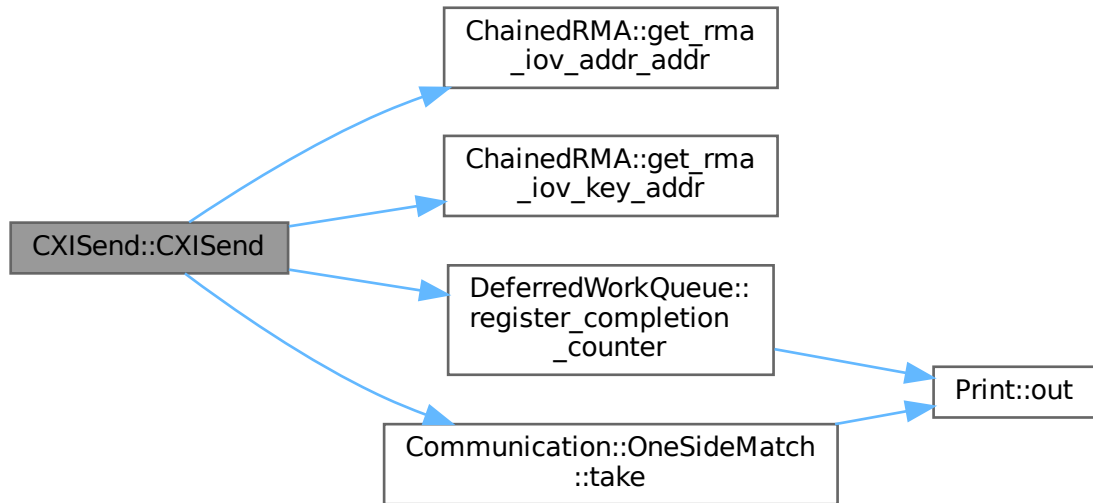 ChainedRMA::get_rma
_iov_addr_addr
ChainedRMA::get_rma
_iov_key_addr
CXISend::CXISend
DeferredWorkQueue::
register_completion
_counter
Print::out
Communication::OneSideMatch
::take